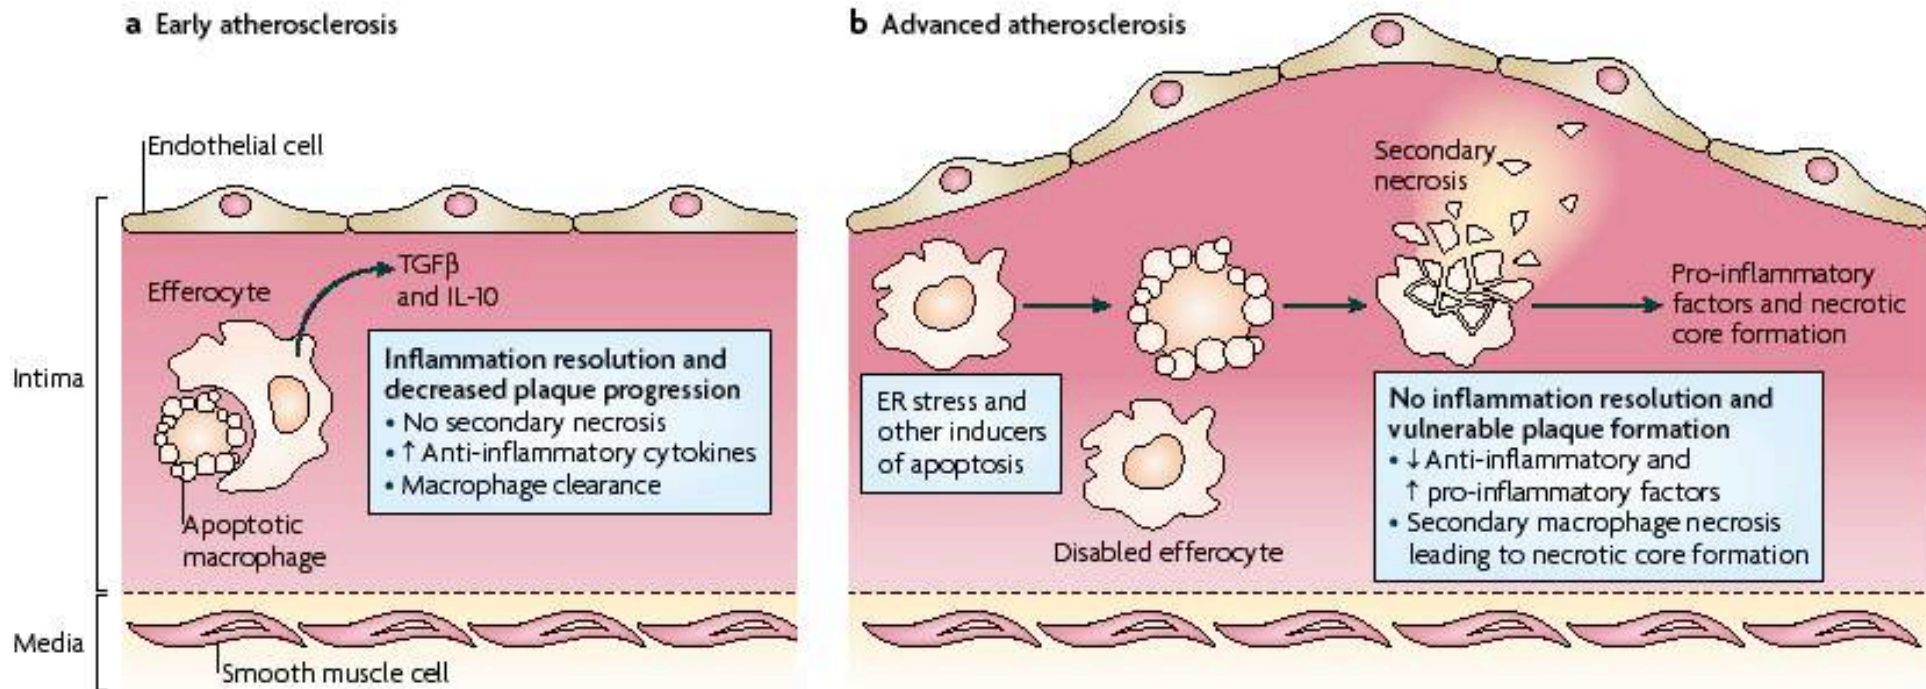 a Early atherosclerosis
Endothelial cell
Intima
Efferocyte
TGFβ
and IL-10
Inflammation resolution and
decreased plaque progression
• No secondary necrosis
• ↑ Anti-inflammatory cytokines
• Macrophage clearance
Apoptotic
macrophage
Media
Smooth muscle cell
b Advanced atherosclerosis
Secondary
necrosis
Pro-inflammatory
factors and necrotic
core formation
ER stress and
other inducers
of apoptosis
Disabled efferocyte
No inflammation resolution and
vulnerable plaque formation
• ↓ Anti-inflammatory and
↑ pro-inflammatory factors
• Secondary macrophage necrosis
leading to necrotic core formation